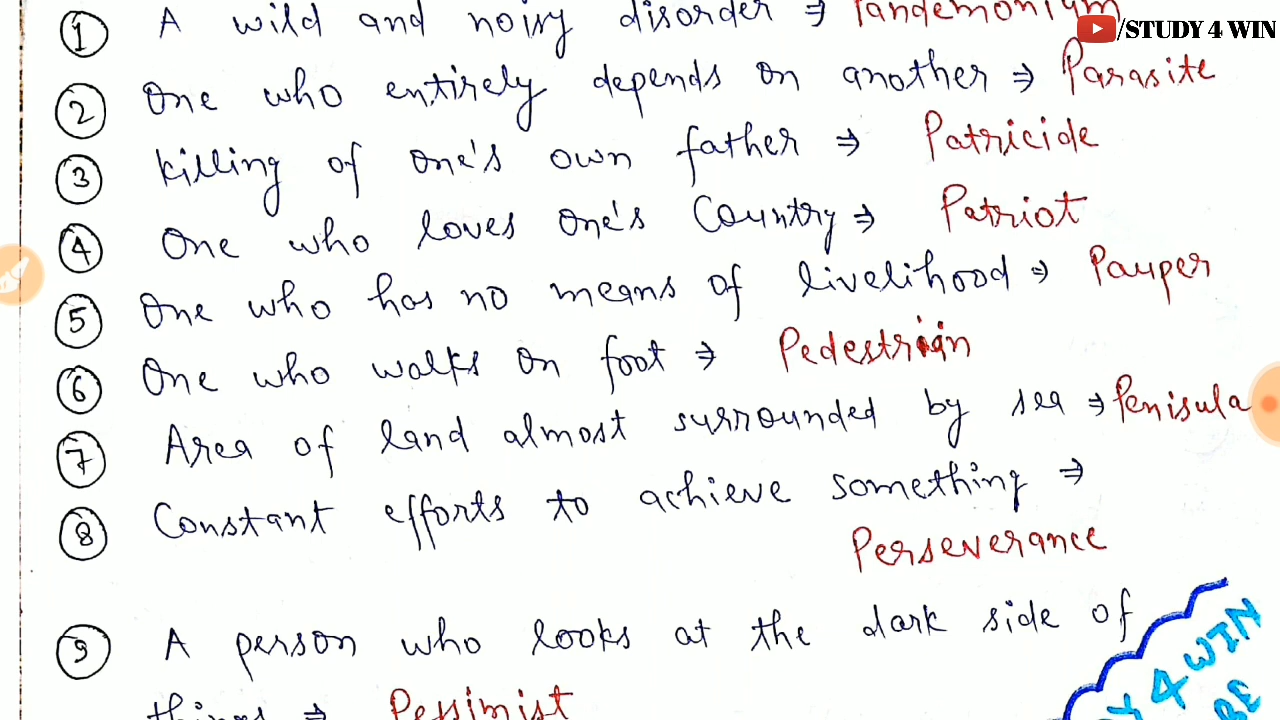 ① A wild and noisy disorder ⇒ Pandemonium
/STUDY 4 WIN
② One who entirely depends on another ⇒ Parasite
③ Killing of one's own father ⇒ Patricide
④ One who loves one's Country ⇒ Patriot
⑤ One who has no means of livelihood ⇒ Pauper
⑥ One who walks on foot ⇒ Pedestrian
⑦ Area of land almost surrounded by sea ⇒ Penisula
⑧ Constant efforts to achieve something ⇒
Perseverance
⑨ A person who looks at the dark side of
things ⇒ Pessimist
Y 4 WIN
BE